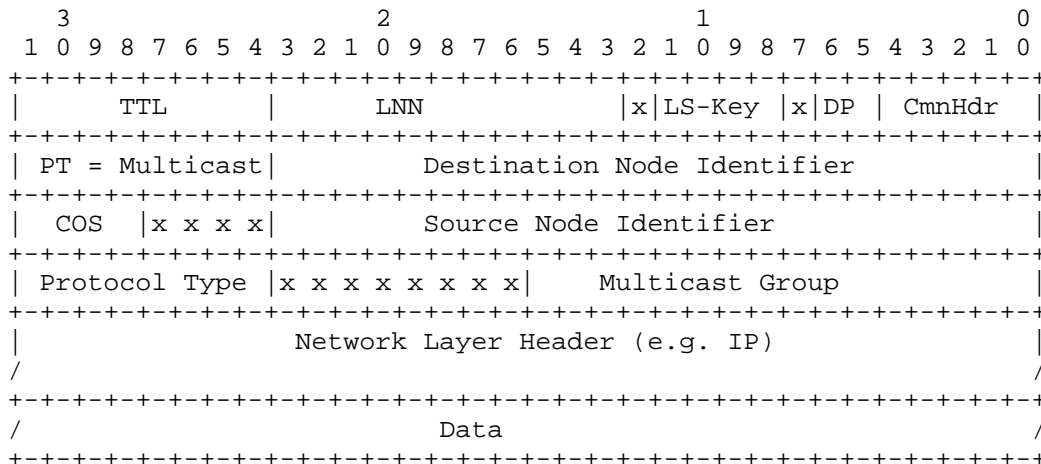 3                   2                   1                   0
 1 0 9 8 7 6 5 4 3 2 1 0 9 8 7 6 5 4 3 2 1 0 9 8 7 6 5 4 3 2 1 0
+-+-+-+-+-+-+-+-+-+-+-+-+-+-+-+-+-+-+-+-+-+-+-+-+-+-+-+-+-+-+-+-+
|      TTL      |      LNN            |x|LS-Key |x|DP | CmnHdr  |
+-+-+-+-+-+-+-+-+-+-+-+-+-+-+-+-+-+-+-+-+-+-+-+-+-+-+-+-+-+-+-+-+
| PT = Multicast|         Destination Node Identifier           |
+-+-+-+-+-+-+-+-+-+-+-+-+-+-+-+-+-+-+-+-+-+-+-+-+-+-+-+-+-+-+-+-+
|  COS  |x x x x|         Source Node Identifier                |
+-+-+-+-+-+-+-+-+-+-+-+-+-+-+-+-+-+-+-+-+-+-+-+-+-+-+-+-+-+-+-+-+
| Protocol Type |x x x x x x x x|    Multicast Group            |
+-+-+-+-+-+-+-+-+-+-+-+-+-+-+-+-+-+-+-+-+-+-+-+-+-+-+-+-+-+-+-+-+
|                 Network Layer Header (e.g. IP)                |
/                                                               /
+-+-+-+-+-+-+-+-+-+-+-+-+-+-+-+-+-+-+-+-+-+-+-+-+-+-+-+-+-+-+-+-+
/                          Data                                 /
+-+-+-+-+-+-+-+-+-+-+-+-+-+-+-+-+-+-+-+-+-+-+-+-+-+-+-+-+-+-+-+-+